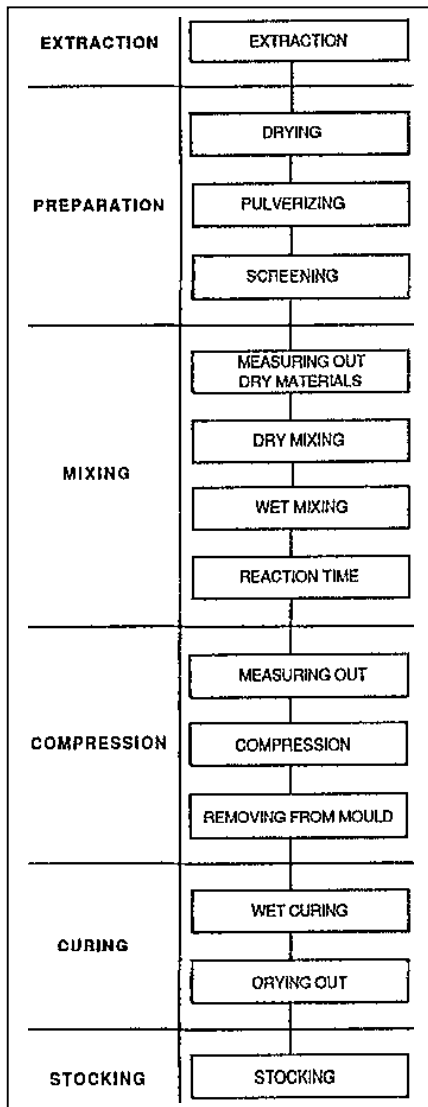 EXTRACTION
EXTRACTION
PREPARATION
DRYING
PULVERIZING
SCREENING
MIXING
MEASURING OUT
DRY MATERIALS
DRY MIXING
WET MIXING
REACTION TIME
COMPRESSION
MEASURING OUT
COMPRESSION
REMOVING FROM MOULD
CURING
WET CURING
DRYING OUT
STOCKING
STOCKING